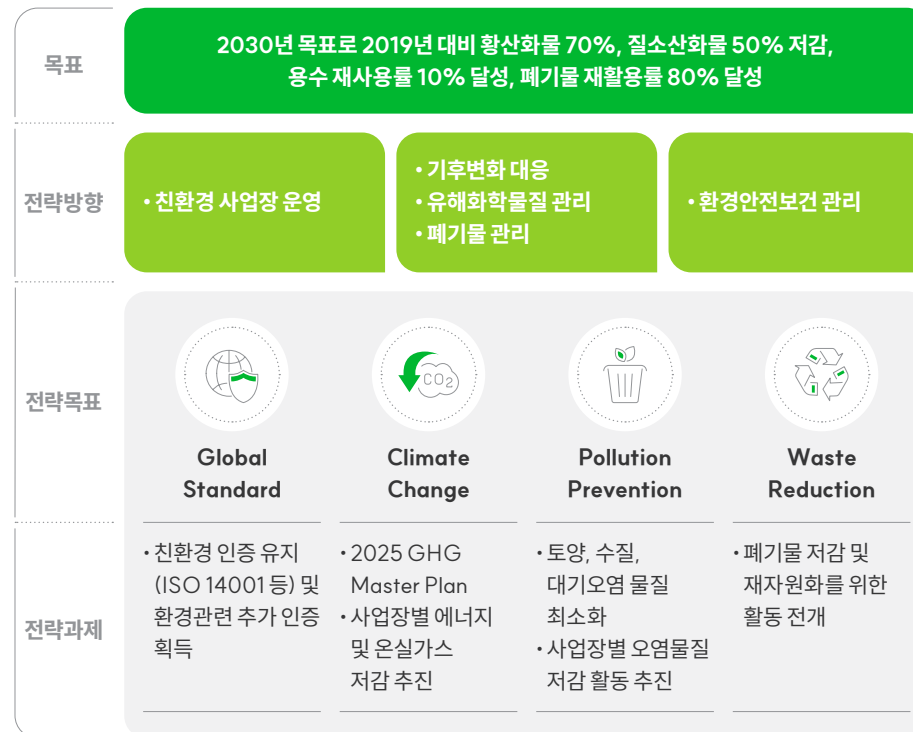 목표
2030년 목표로 2019년 대비 황산화물 70%, 질소산화물 50% 저감,
용수 재사용률 10% 달성, 폐기물 재활용률 80% 달성
전략방향
• 친환경 사업장 운영
• 기후변화 대응
• 유해화학물질 관리
• 폐기물 관리
• 환경안전보건 관리
전략목표
CO2
Global
Standard
Climate
Change
Pollution
Prevention
Waste
Reduction
전략과제
• 친환경 인증 유지
(ISO 14001 등) 및
환경관련 추가 인증
획득
• 2025 GHG
Master Plan
• 사업장별 에너지
및 온실가스
저감 추진
• 토양, 수질,
대기오염 물질
최소화
• 사업장별 오염물질
저감 활동 추진
• 폐기물 저감 및
재자원화를 위한
활동 전개